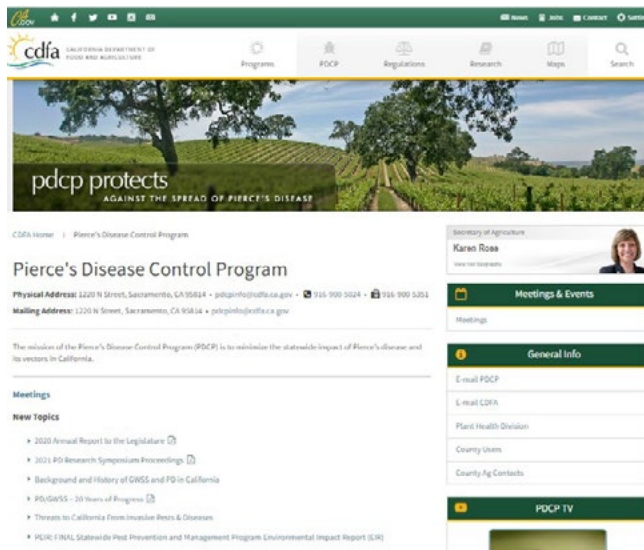 CA.GOV
News Jobs Contact Settin
cdfa CALIFORNIA DEPARTMENT OF
FOOD AND AGRICULTURE
Programs PDCP Regulations Research Maps Search
pdcp protects
AGAINST THE SPREAD OF PIERCE'S DISEASE
CDFA Home | Pierce's Disease Control Program
Pierce's Disease Control Program
Physical Address: 1220 N Street, Sacramento, CA 95814 • pdcpinfo@cdfa.ca.gov • 916-900-5024 • 916-900-5351
Mailing Address: 1220 N Street, Sacramento, CA 95814 • pdcpinfo@cdfa.ca.gov
The mission of the Pierce's Disease Control Program (PDCP) is to minimize the statewide impact of Pierce's disease and
its vectors in California.
Meetings
New Topics
2020 Annual Report to the Legislature
2021 PD Research Symposium Proceedings
Background and History of GWSS and PD in California
PD/GWSS - 20 Years of Progress
Threats to California From Invasive Pests & Diseases
PEIR: FINAL Statewide Pest Prevention and Management Program Environmental Impact Report (EIR)
Secretary of Agriculture
Karen Ross
View her biography
Meetings & Events
Meetings
General Info
E-mail PDCP
E-mail CDFA
Plant Health Division
County Users
County Ag Contacts
PDCP TV